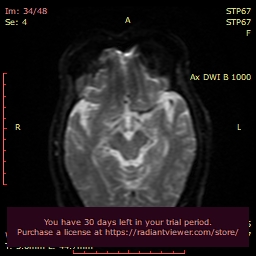 Im: 34/48
Se: 4
STP67
STP67
F
A
Ax DWI B 1000
R
L
You have 30 days left in your trial period.
Purchase a license at https://radiantviewer.com/store/